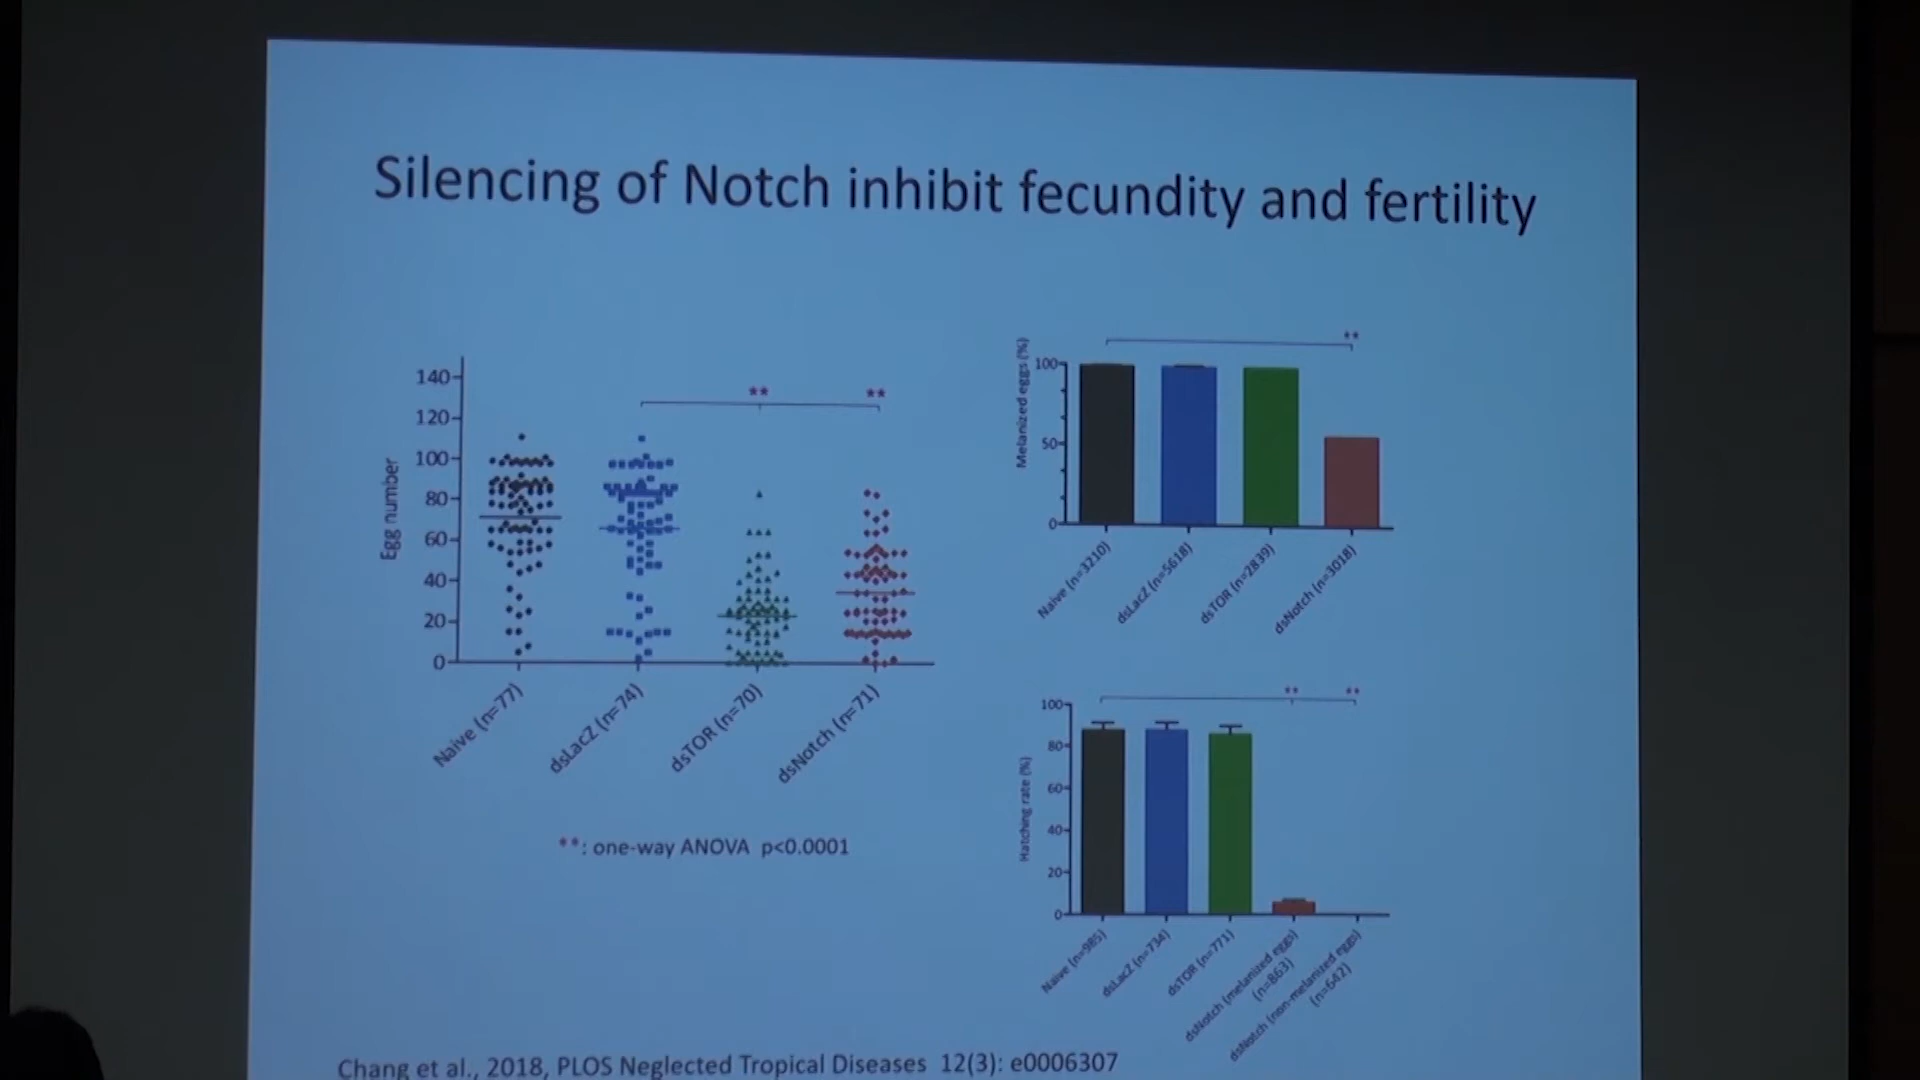 Silencing of Notch inhibit fecundity and fertility
Egg number
140
120
100
80
60
40
20
0
Naive (n=77)
dsLacZ (n=74)
dsTOR (n=70)
dsNotch (n=71)
** **
**: one-way ANOVA p<0.0001
Melanized eggs (%)
**
100
50
0
Naive (n=3210)
dsLacZ (n=5618)
dsTOR (n=2839)
dsNotch (n=3018)
Hatching rate (%)
** **
100
80
60
40
20
0
Naive (n=985)
dsLacZ (n=734)
dsTOR (n=771)
dsNotch (melanized eggs)
(n=863)
dsNotch (non-melanized eggs)
(n=642)
Chang et al., 2018, PLOS Neglected Tropical Diseases 12(3): e0006307